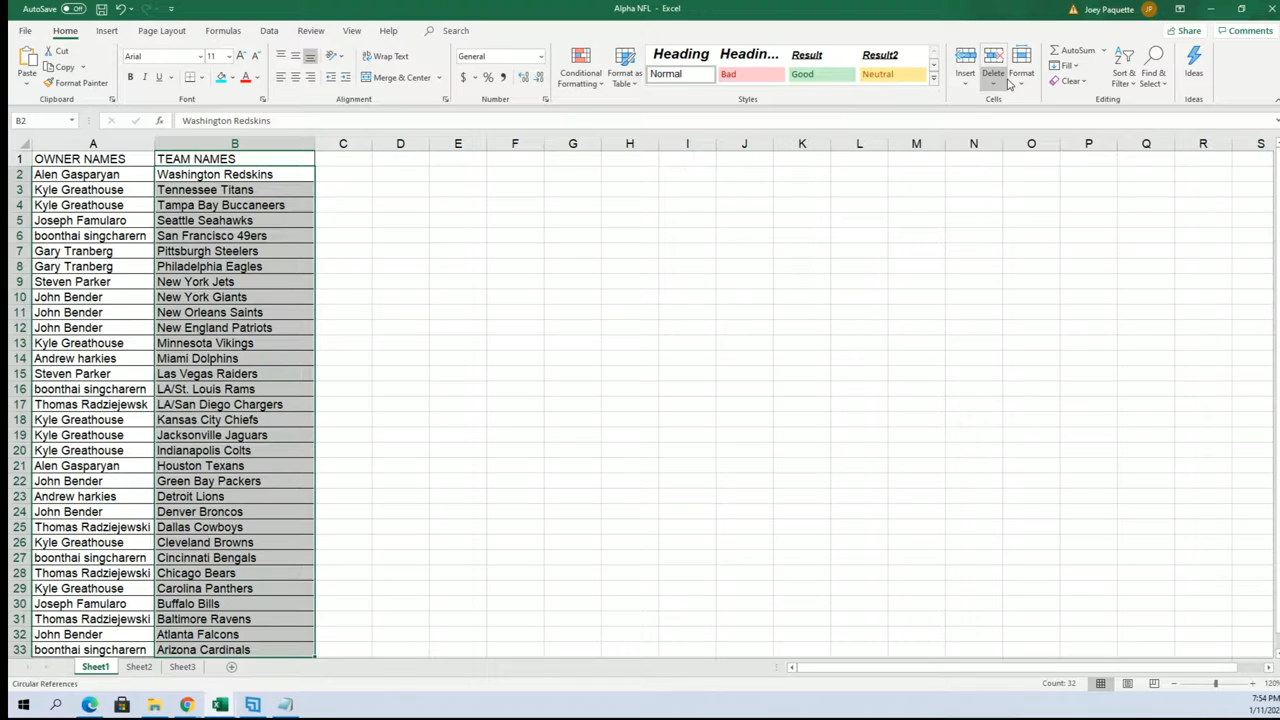 AutoSave Off Alpha NFL - Excel Joey Paquette JP
File Home Insert Page Layout Formulas Data Review View Help Search Share Comments
Paste Cut Copy Format Painter Clipboard
Arial 11 A A B I U A Font
Wrap Text Merge & Center Alignment
General $ % Number
Conditional Formatting Format as Table
Heading Headin... Result Result2
Normal Bad Good Neutral
Styles
Insert Delete Format Cells
AutoSum Fill Clear Sort & Filter Find & Select Editing
Ideas Ideas
B2 fx Washington Redskins
A B C D E F G H I J K L M N O P Q R S
1 OWNER NAMES TEAM NAMES
2 Alen Gasparyan Washington Redskins
3 Kyle Greathouse Tennessee Titans
4 Kyle Greathouse Tampa Bay Buccaneers
5 Joseph Famularo Seattle Seahawks
6 boonthai singcharern San Francisco 49ers
7 Gary Tranberg Pittsburgh Steelers
8 Gary Tranberg Philadelphia Eagles
9 Steven Parker New York Jets
10 John Bender New York Giants
11 John Bender New Orleans Saints
12 John Bender New England Patriots
13 Kyle Greathouse Minnesota Vikings
14 Andrew harkies Miami Dolphins
15 Steven Parker Las Vegas Raiders
16 boonthai singcharern LA/St. Louis Rams
17 Thomas Radziejewsk LA/San Diego Chargers
18 Kyle Greathouse Kansas City Chiefs
19 Kyle Greathouse Jacksonville Jaguars
20 Kyle Greathouse Indianapolis Colts
21 Alen Gasparyan Houston Texans
22 John Bender Green Bay Packers
23 Andrew harkies Detroit Lions
24 John Bender Denver Broncos
25 Thomas Radziejewski Dallas Cowboys
26 Kyle Greathouse Cleveland Browns
27 boonthai singcharern Cincinnati Bengals
28 Thomas Radziejewski Chicago Bears
29 Kyle Greathouse Carolina Panthers
30 Joseph Famularo Buffalo Bills
31 Thomas Radziejewski Baltimore Ravens
32 John Bender Atlanta Falcons
33 boonthai singcharern Arizona Cardinals
Sheet1 Sheet2 Sheet3
Circular References Count: 32 120%
7:54 PM
1/11/202